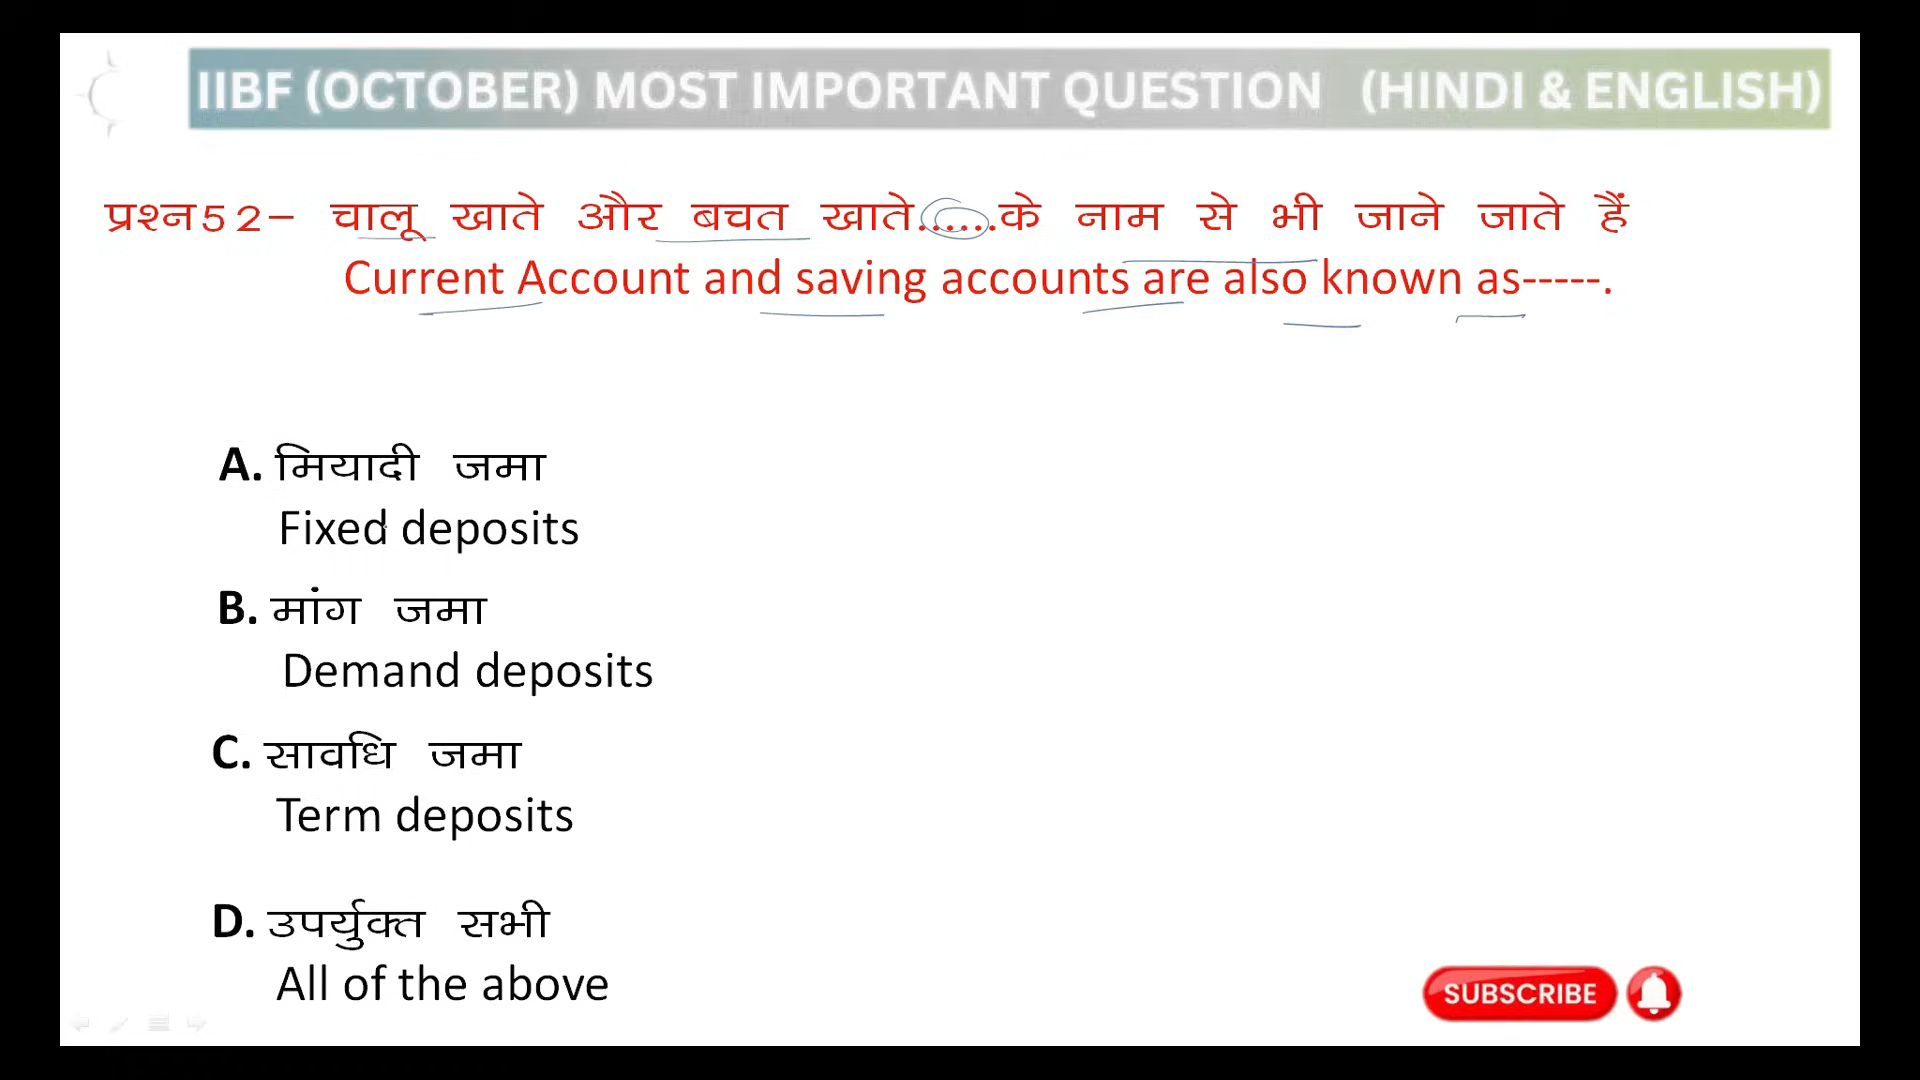 IIBF (OCTOBER) MOST IMPORTANT QUESTION (HINDI & ENGLISH)
प्रश्न52– चालू खाते और बचत खाते......के नाम से भी जाने जाते हैं
Current Account and saving accounts are also known as-----.
A. मियादी जमा
Fixed deposits
B. मांग जमा
Demand deposits
C. सावधि जमा
Term deposits
D. उपर्युक्त सभी
All of the above
SUBSCRIBE